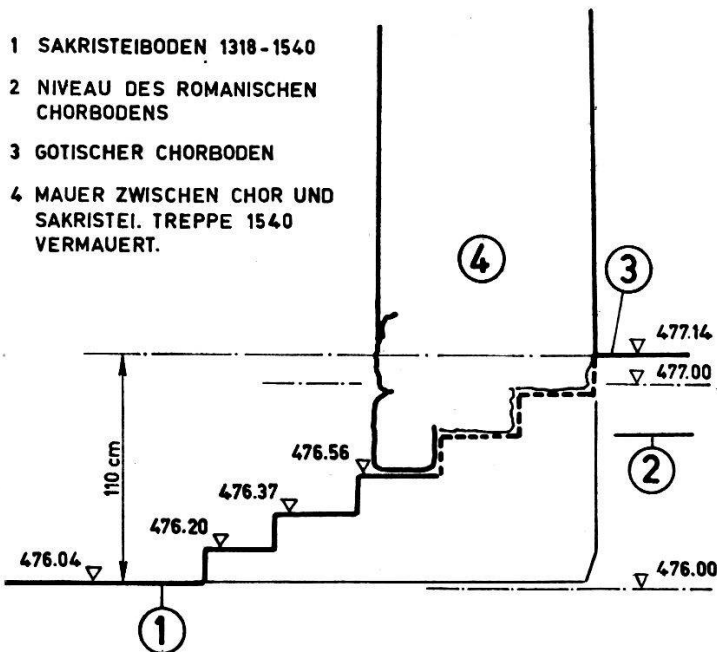 1 SAKRISTEIBODEN 1318-1540
2 NIVEAU DES ROMANISCHEN
CHORBODENS
3 GOTISCHER CHORBODEN
4 MAUER ZWISCHEN CHOR UND
SAKRISTEI. TREPPE 1540
VERMAUERT.
4
3
477.14
477.00
2
476.56
110 cm
476.37
476.20
476.04
476.00
1